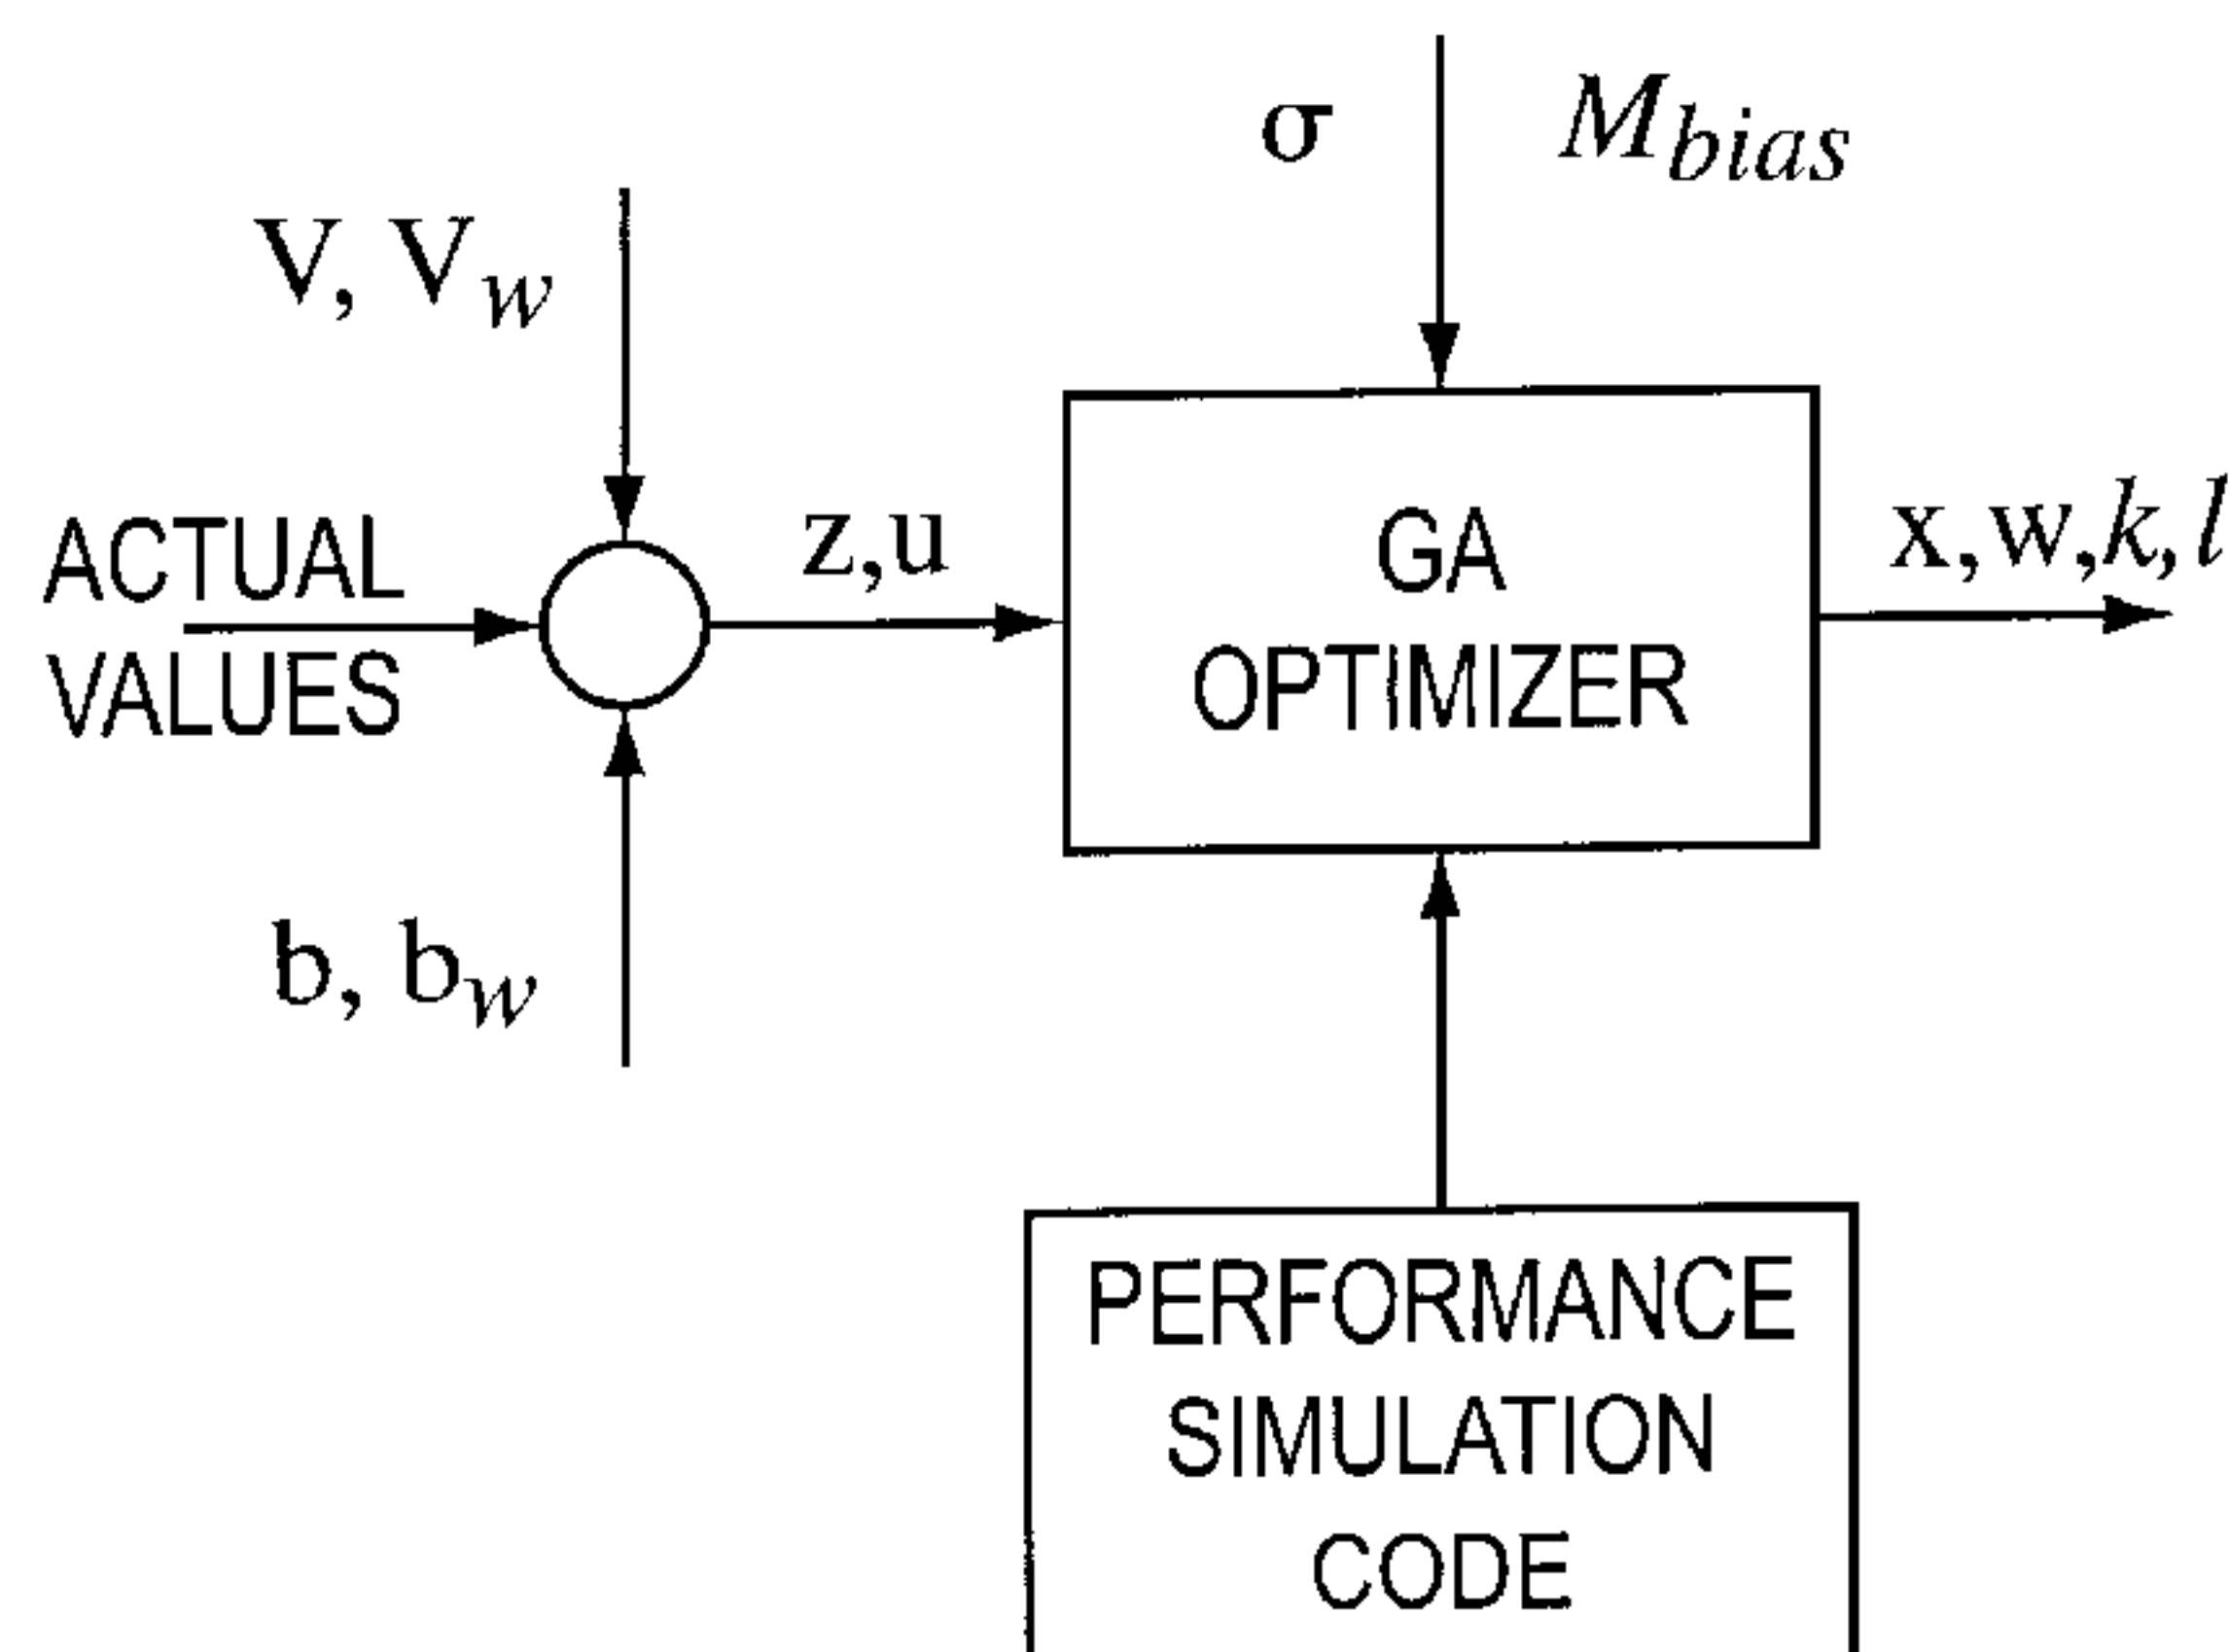 σ
M_bias
V, V_w
ACTUAL
VALUES
z,u
GA
OPTIMIZER
x,w,k,l
b, b_w
PERFORMANCE
SIMULATION
CODE